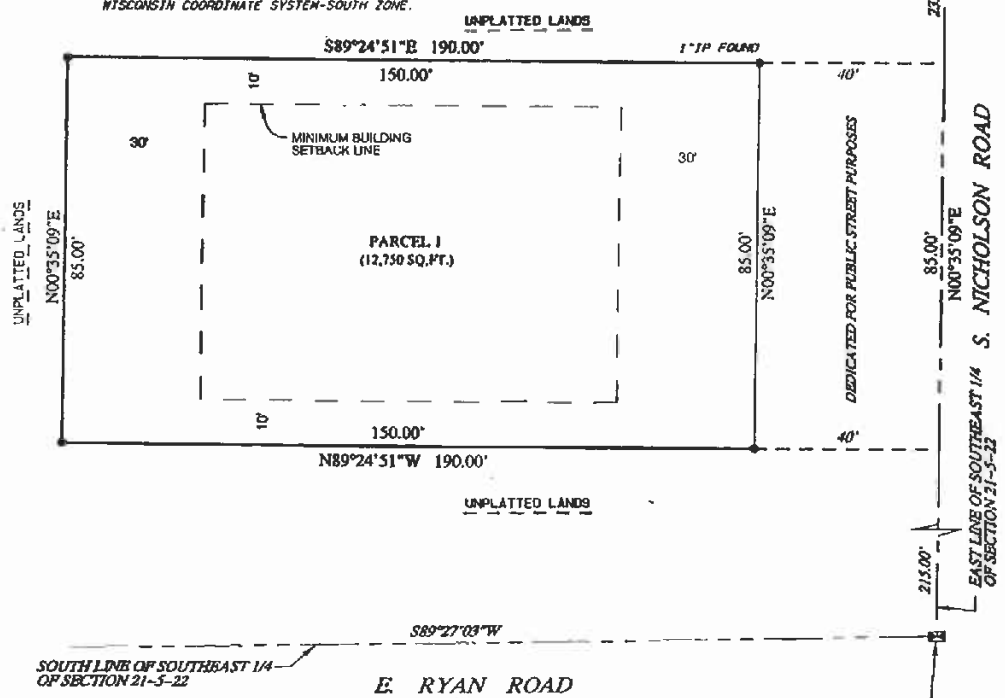 WISCONSIN COORDINATE SYSTEM-SOUTH ZONE.
UNPLATTED LANDS
S89°24'51"E 190.00'
1"IP FOUND
150.00'
40'
10'
MINIMUM BUILDING
SETBACK LINE
30'
30'
UNPLATTED LANDS
N00°35'09"E
85.00'
PARCEL 1
(12,750 SQ.FT.)
85.00'
N00°35'09"E
DEDICATED FOR PUBLIC STREET PURPOSES
85.00'
N00°35'09"E
S. NICHOLSON ROAD
10'
150.00'
N89°24'51"W 190.00'
40'
UNPLATTED LANDS
EAST LINE OF SOUTHEAST 1/4
OF SECTION 21-5-22
215.00'
S89°27'03"W
SOUTH LINE OF SOUTHEAST 1/4
OF SECTION 21-5-22
E. RYAN ROAD